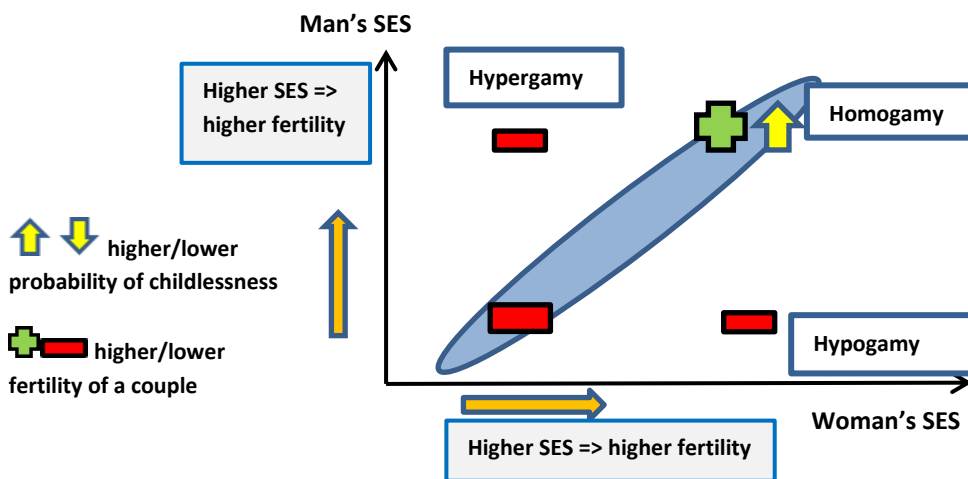 Man’s SES
Higher SES =>
higher fertility
Hypergamy
Homogamy
higher/lower
probability of childlessness
higher/lower
fertility of a couple
Hypogamy
Woman’s SES
Higher SES => higher fertility